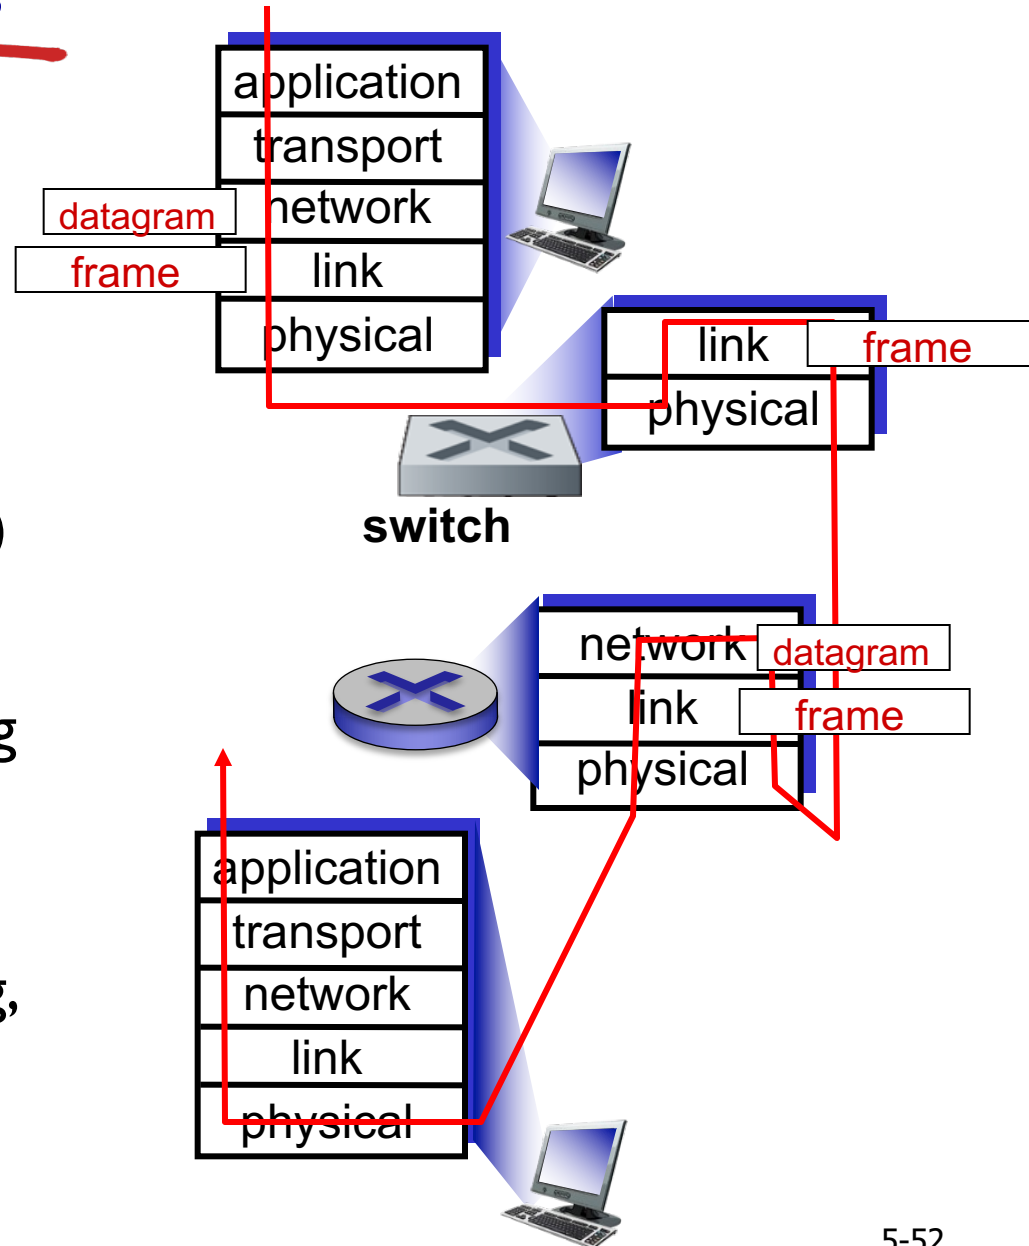 application
transport
datagram network
frame link
physical
link frame
physical
switch
)
network datagram
link frame
g
physical
application
transport
network
g,
link
physical
5-52